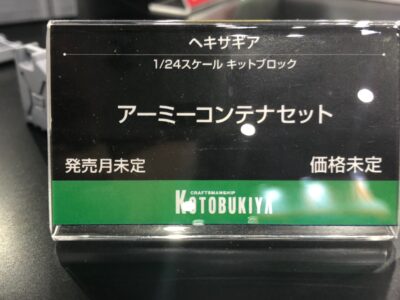 ヘキサギア
1/24スケール キットブロック
アーミーコンテナセット
発売月未定 価格未定
CRAFTSMANSHIP
KOTOBUKIYA